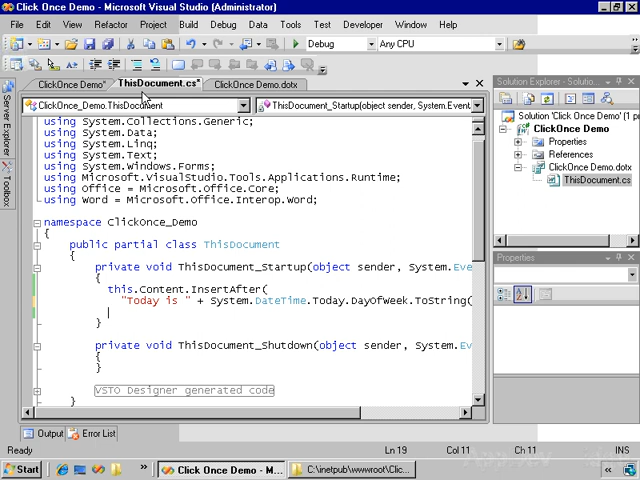 Click Once Demo - Microsoft Visual Studio (Administrator)
File Edit View Refactor Project Build Debug Data Tools Test Developer Window Help
Debug Any CPU
ClickOnce Demo* ThisDocument.cs* ClickOnce Demo.dotx
ClickOnce_Demo.ThisDocument ThisDocument_Startup(object sender, System.Event
Server Explorer
Toolbox
using System.Collections.Generic;
using System.Data;
using System.Linq;
using System.Text;
using System.Windows.Forms;
using Microsoft.VisualStudio.Tools.Applications.Runtime;
using Office = Microsoft.Office.Core;
using Word = Microsoft.Office.Interop.Word;
namespace ClickOnce_Demo
{
public partial class ThisDocument
{
private void ThisDocument_Startup(object sender, System.Eve
{
this.Content.InsertAfter(
"Today is " + System.DateTime.Today.DayOfWeek.ToString(
}
private void ThisDocument_Shutdown(object sender, System.Eve
{
}
VSTO Designer generated code
}
Solution Explorer - Click On
Solution 'Click Once Demo' (1 p
ClickOnce Demo
Properties
References
ClickOnce Demo.dotx
ThisDocument.cs
Properties
Output Error List
Ready Ln 19 Col 11 Ch 11 INS
Start Click Once Demo - M... C:\inetpub\wwwroot\Clic...